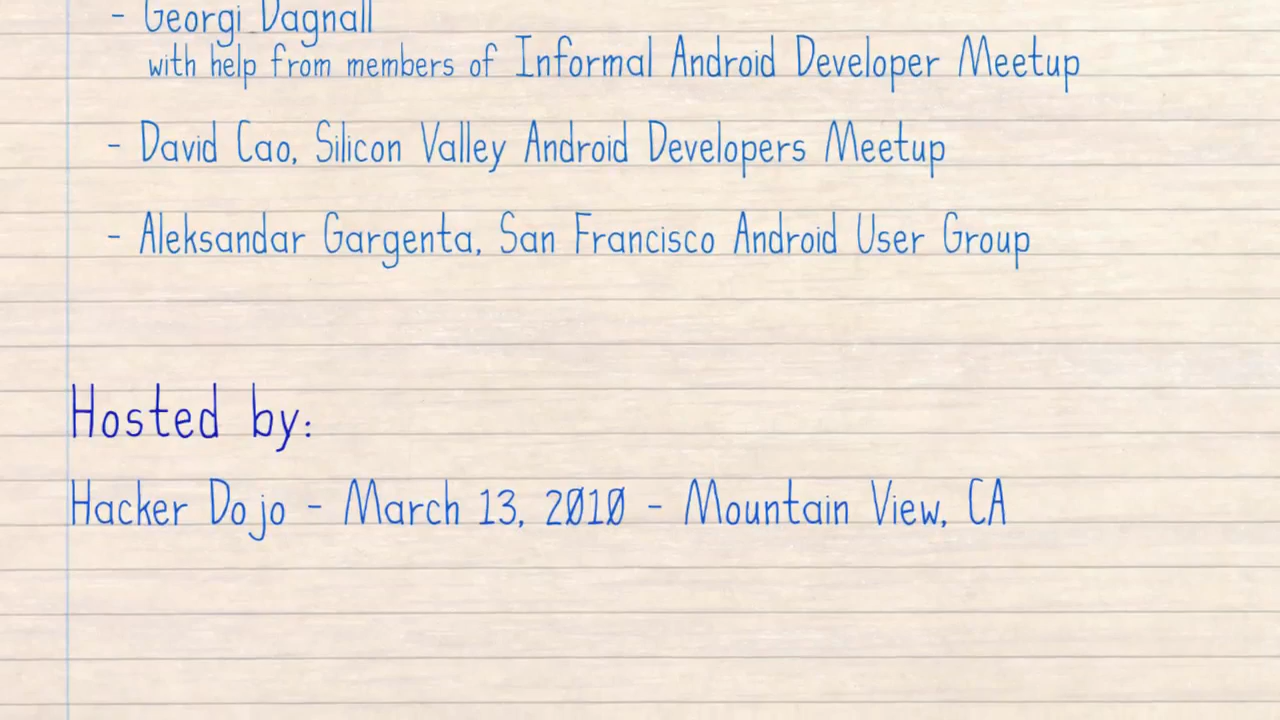 - Georgi Dagnall
with help from members of Informal Android Developer Meetup
- David Cao, Silicon Valley Android Developers Meetup
- Aleksandar Gargenta, San Francisco Android User Group
Hosted by:
Hacker Dojo - March 13, 2010 - Mountain View, CA